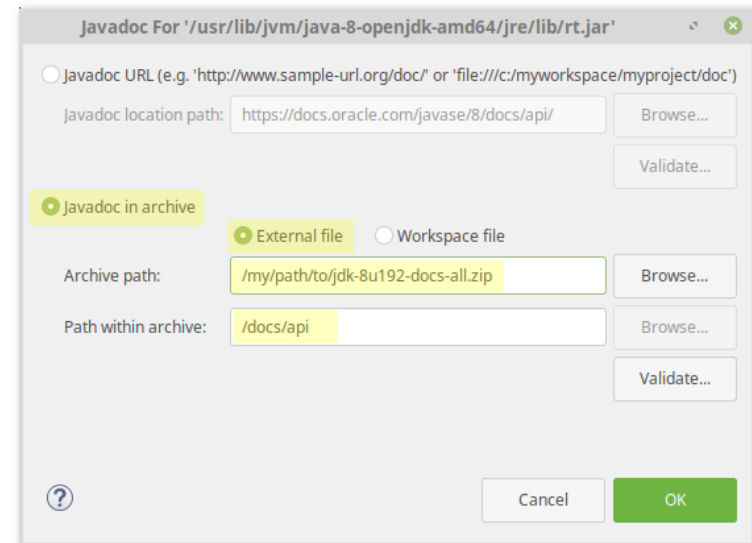 Javadoc For '/usr/lib/jvm/java-8-openjdk-amd64/jre/lib/rt.jar'
Javadoc URL (e.g. 'http://www.sample-url.org/doc/' or 'file:///c:/myworkspace/myproject/doc')
Javadoc location path: https://docs.oracle.com/javase/8/docs/api/ Browse...
Validate...
Javadoc in archive
External file Workspace file
Archive path: /my/path/to/jdk-8u192-docs-all.zip Browse...
Path within archive: /docs/api Browse...
Validate...
? Cancel OK